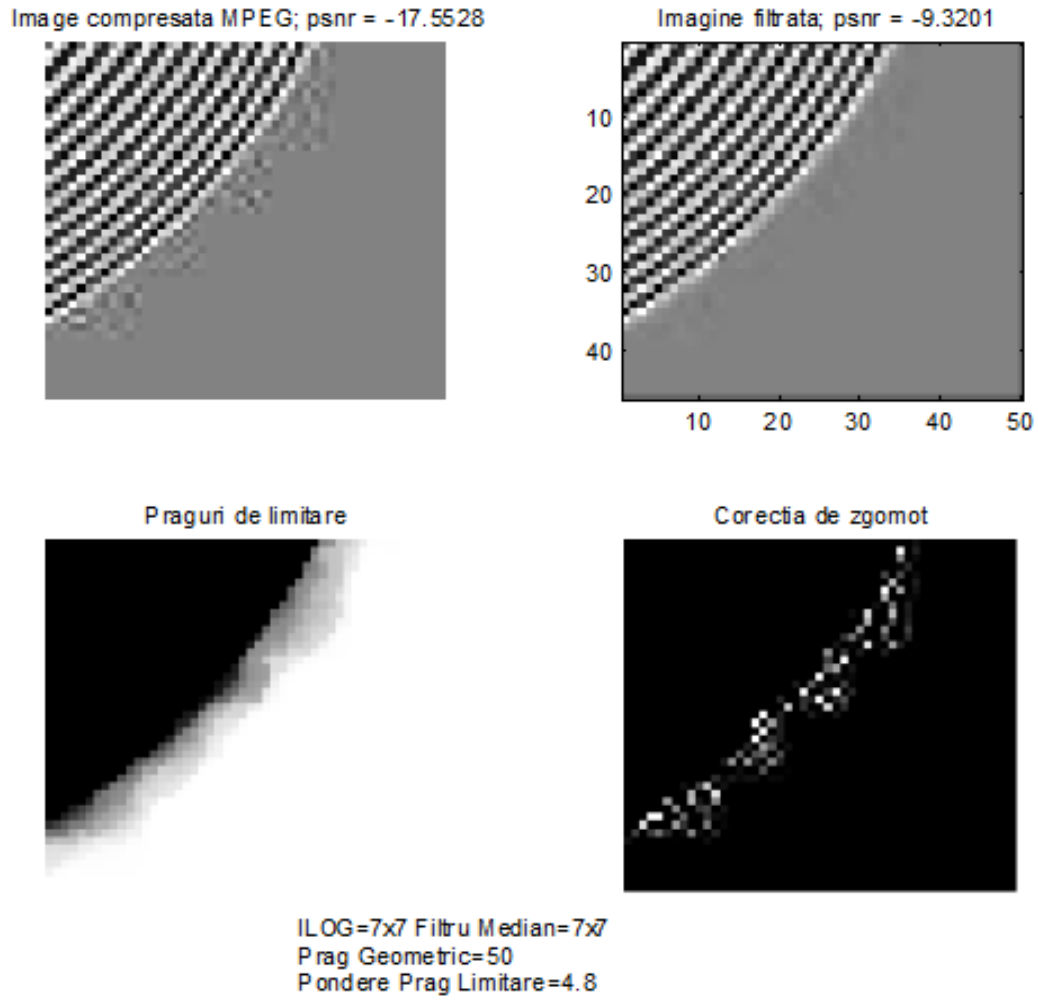 Image compresata MPEG; psnr = -17.5528
Imagine filtrata; psnr = -9.3201
10
20
30
40
10 20 30 40 50
Praguri de limitare
Corectia de zgomot
ILOG=7x7 Filtru Median=7x7
Prag Geometric=50
Pondere Prag Limitare=4.8